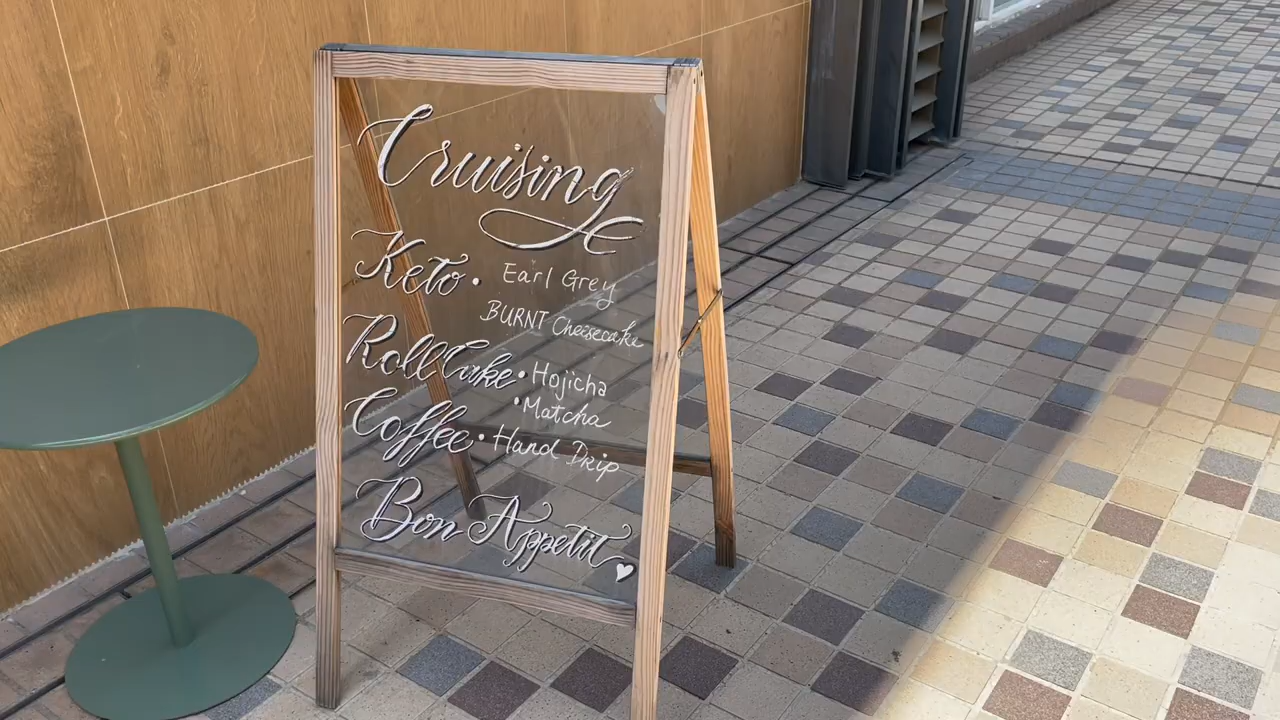 Cruising
Keto • Earl Grey
BURNT Cheesecake
Roll Cake • Hojicha
• Matcha
Coffee • Hand Drip
Bon Appetit